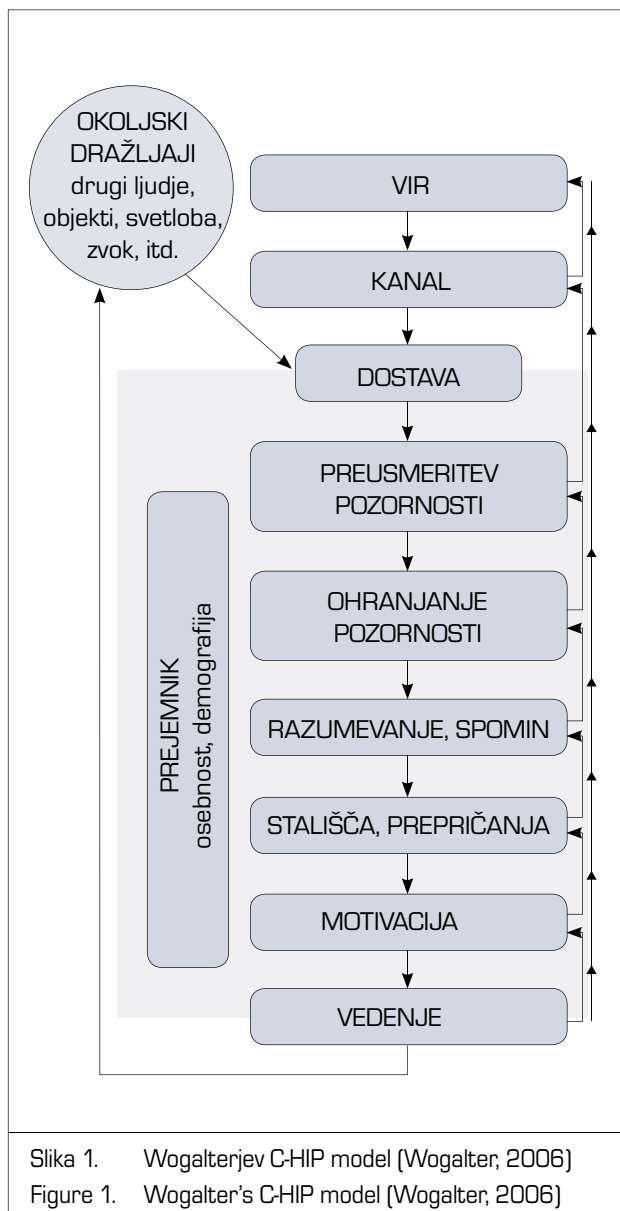 OKOLJSKI
DRAŽLJAJI
drugi ljudje,
objekti, svetloba,
zvok, itd.
VIR
KANAL
DOSTAVA
PREUSMERITEV
POZORNOSTI
OHRANJANJE
POZORNOSTI
RAZUMEVANJE, SPOMIN
STALIŠČA, PREPRIČANJA
MOTIVACIJA
VEDENJE
PREJEMNIK
osebnost, demografija
Slika 1. Wogalterjev C-HIP model (Wogalter, 2006)
Figure 1. Wogalter's C-HIP model (Wogalter, 2006)